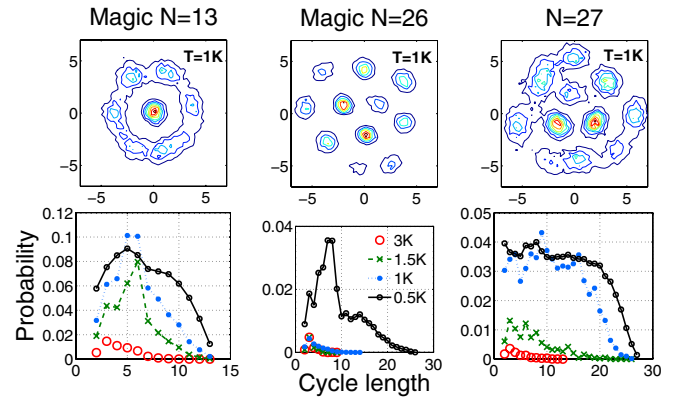 Magic N=13 Magic N=26 N=27
T=1K T=1K T=1K
5 5 5
0 0 0
−5 −5 −5
−5 0 5 −5 0 5 −5 0 5
Probability
0.12 0.04 0.05
0.1 0.04
0.08 0.03
0.06 0.02 0.02
0.04 0.01
0.02
0 0 0
3K
1.5K
1K
0.5K
0 5 10 15 0 10 20 30 0 10 20 30
Cycle length